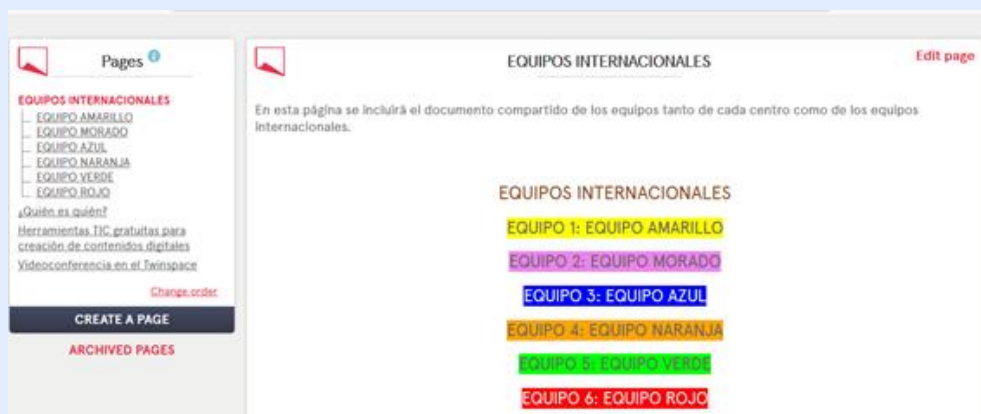 Pages
EQUIPOS INTERNACIONALES
EQUIPO AMARILLO
EQUIPO MORADO
EQUIPO AZUL
EQUIPO NARANJA
EQUIPO VERDE
EQUIPO ROJO
¿Quién es quién?
Herramientas TIC gratuitas para
creación de contenidos digitales
Videoconferencia en el Twinspace
Change order
CREATE A PAGE
ARCHIVED PAGES
EQUIPOS INTERNACIONALES
Edit page
En esta página se incluirá el documento compartido de los equipos tanto de cada centro como de los equipos
internacionales.
EQUIPOS INTERNACIONALES
EQUIPO 1: EQUIPO AMARILLO
EQUIPO 2: EQUIPO MORADO
EQUIPO 3: EQUIPO AZUL
EQUIPO 4: EQUIPO NARANJA
EQUIPO 5: EQUIPO VERDE
EQUIPO 6: EQUIPO ROJO